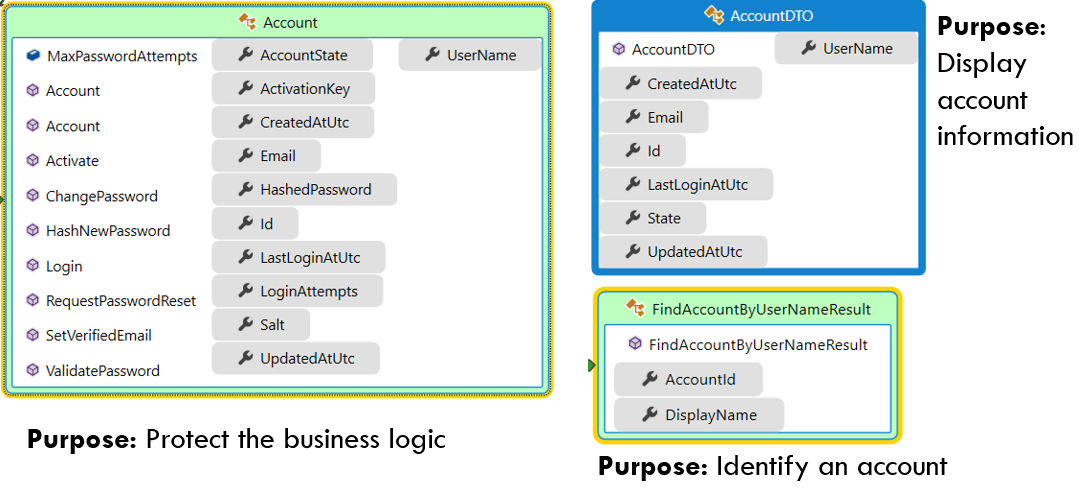 Account
MaxPasswordAttempts
Account
Account
Activate
ChangePassword
HashNewPassword
Login
RequestPasswordReset
SetVerifiedEmail
ValidatePassword
AccountState
ActivationKey
CreatedAtUtc
Email
HashedPassword
Id
LastLoginAtUtc
LoginAttempts
Salt
UpdatedAtUtc
UserName
Purpose: Protect the business logic
AccountDTO
AccountDTO
CreatedAtUtc
Email
Id
LastLoginAtUtc
State
UpdatedAtUtc
UserName
Purpose:
Display
account
information
FindAccountByUserNameResult
FindAccountByUserNameResult
AccountId
DisplayName
Purpose: Identify an account